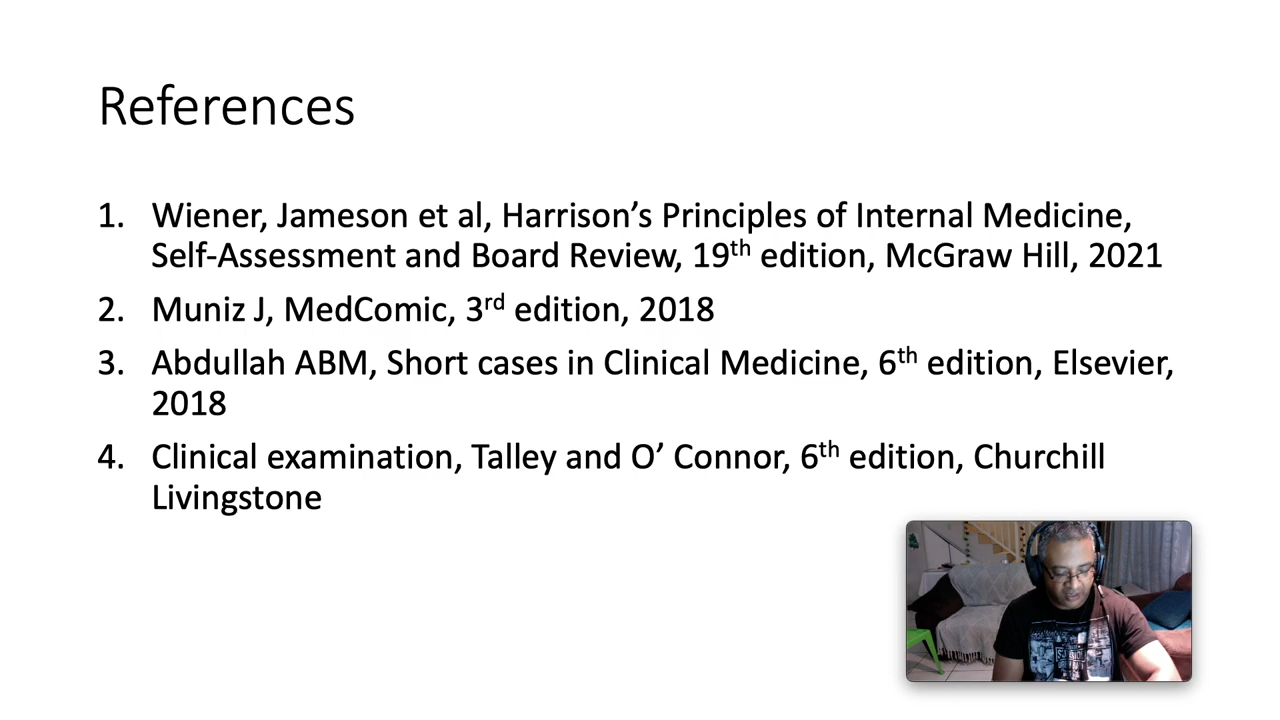 References
1. Wiener, Jameson et al, Harrison’s Principles of Internal Medicine,
Self-Assessment and Board Review, 19th edition, McGraw Hill, 2021
2. Muniz J, MedComic, 3rd edition, 2018
3. Abdullah ABM, Short cases in Clinical Medicine, 6th edition, Elsevier,
2018
4. Clinical examination, Talley and O’ Connor, 6th edition, Churchill
Livingstone